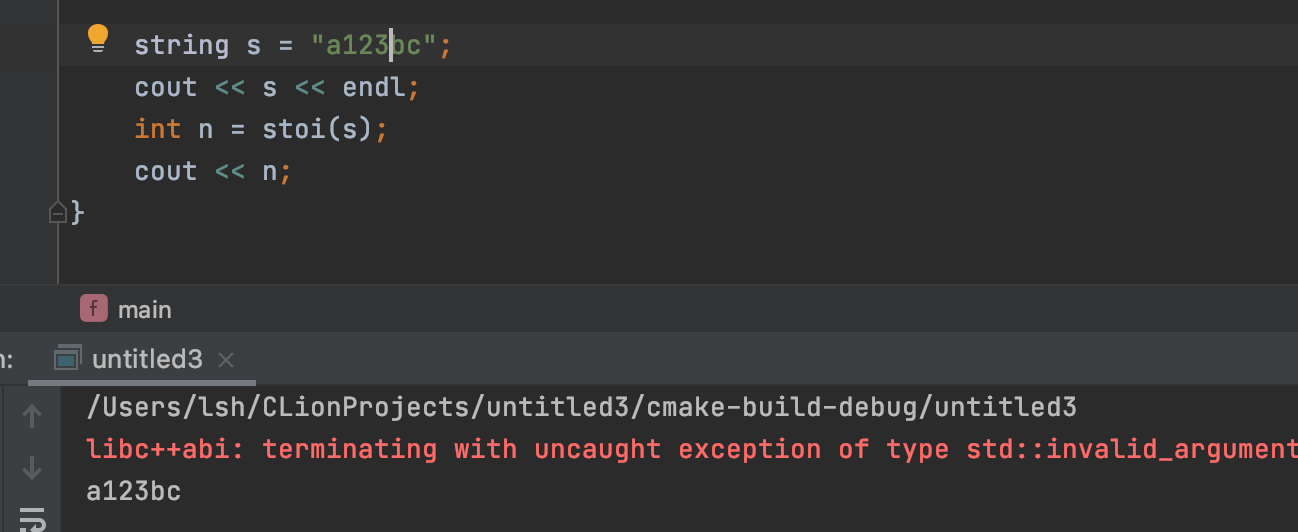 string s = "a123bc";
cout << s << endl;
int n = stoi(s);
cout << n;
}
f main
untitled3 ×
/Users/lsh/CLionProjects/untitled3/cmake-build-debug/untitled3
libc++abi: terminating with uncaught exception of type std::invalid_argument
a123bc